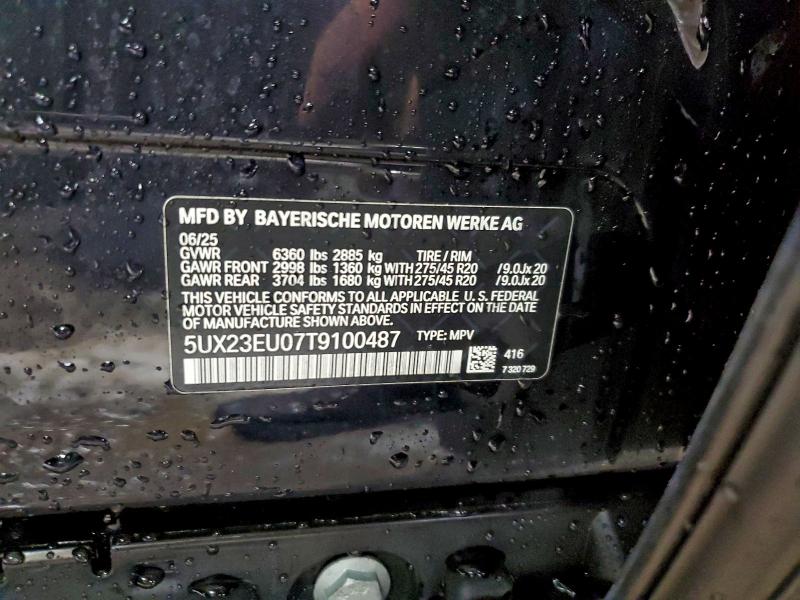 MFD BY BAYERISCHE MOTOREN WERKE AG
06/25
GVWR 6360 lbs 2885 kg TIRE / RIM
GAWR FRONT 2998 lbs 1360 kg WITH 275/45 R20 /9.0Jx20
GAWR REAR 3704 lbs 1680 kg WITH 275/45 R20 /9.0Jx20
THIS VEHICLE CONFORMS TO ALL APPLICABLE U.S. FEDERAL
MOTOR VEHICLE SAFETY STANDARDS IN EFFECT ON THE DATE
OF MANUFACTURE SHOWN ABOVE.
5UX23EU07T9100487 TYPE: MPV
416
7 320 729